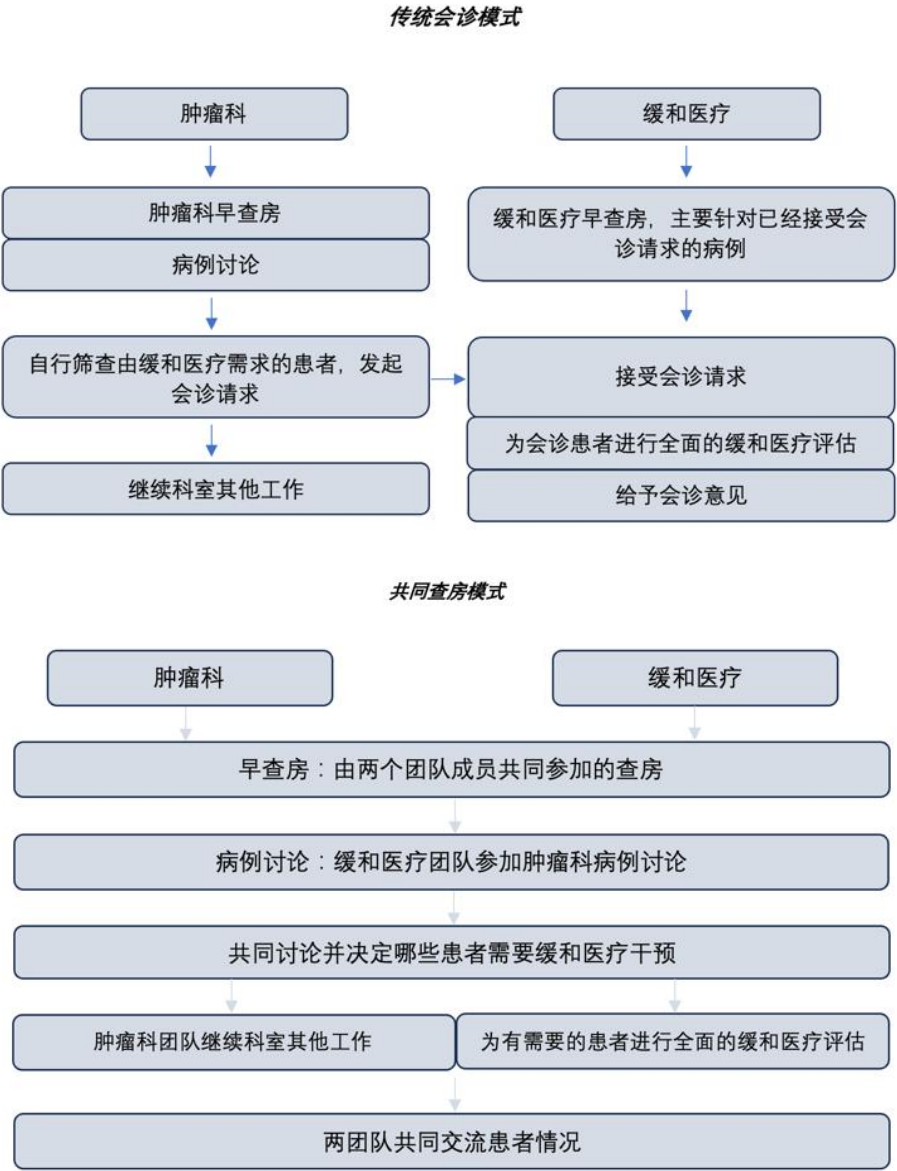 传统会诊模式
肿瘤科
缓和医疗
肿瘤科早查房
病例讨论
缓和医疗早查房，主要针对已经接受会
诊请求的病例
自行筛查由缓和医疗需求的患者，发起
会诊请求
接受会诊请求
为会诊患者进行全面的缓和医疗评估
继续科室其他工作
给予会诊意见
共同查房模式
肿瘤科
缓和医疗
早查房：由两个团队成员共同参加的查房
病例讨论：缓和医疗团队参加肿瘤科病例讨论
共同讨论并决定哪些患者需要缓和医疗干预
肿瘤科团队继续科室其他工作
为有需要的患者进行全面的缓和医疗评估
两团队共同交流患者情况